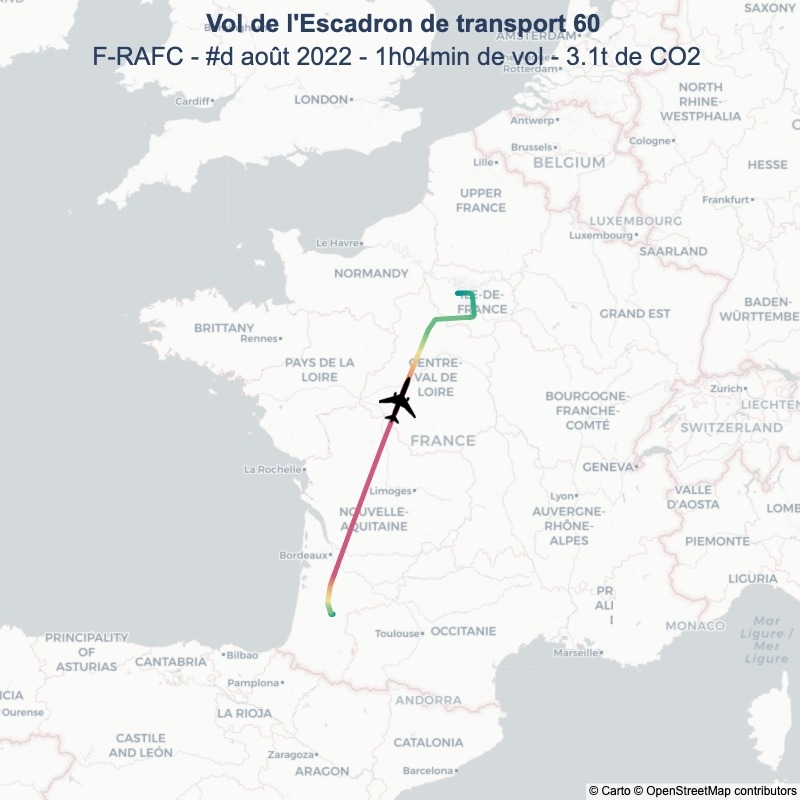 Vol de l'Escadron de transport 60
F-RAFC - #d août 2022 - 1h04min de vol - 3.1t de CO2
AMSTERDAM
SAXONY
Rotterdam
NORTH
RHINE-
WESTPHALIA
Cardiff
LONDON
Antwerp
Brussels
BELGIUM
Cologne
HESSE
Lille
UPPER
FRANCE
Frankfurt
LUXEMBOURG
Luxembourg
SAARLAND
Le Havre
NORMANDY
ÎLE-DE-
FRANCE
GRAND EST
BADEN-
WÜRTTEMBE
BRITTANY
Rennes
PAYS DE LA
LOIRE
CENTRE-
VAL DE
LOIRE
BOURGOGNE-
FRANCHE-
COMTÉ
Zurich
LIECHTEN
SWITZERLAND
FRANCE
La Rochelle
GENEVA
Limoges
Lyon
VALLE
D'AOSTA
NOUVELLE-
AQUITAINE
AUVERGNE-
RHÔNE-
ALPES
LOME
PIEMONTE
Bordeaux
LIGURIA
PR
AL
Toulouse
OCCITANIE
MONACO
Mar
Ligure /
Mer
Ligurie
Marseille
PRINCIPALITY
OF
ASTURIAS
CANTABRIA
Bilbao
Pamplona
ANDORRA
ICIA
Ourense
LA RIOJA
CASTILE
AND LEÓN
CATALONIA
Zaragoza
ARAGON
Barcelona
© Carto © OpenStreetMap contributors